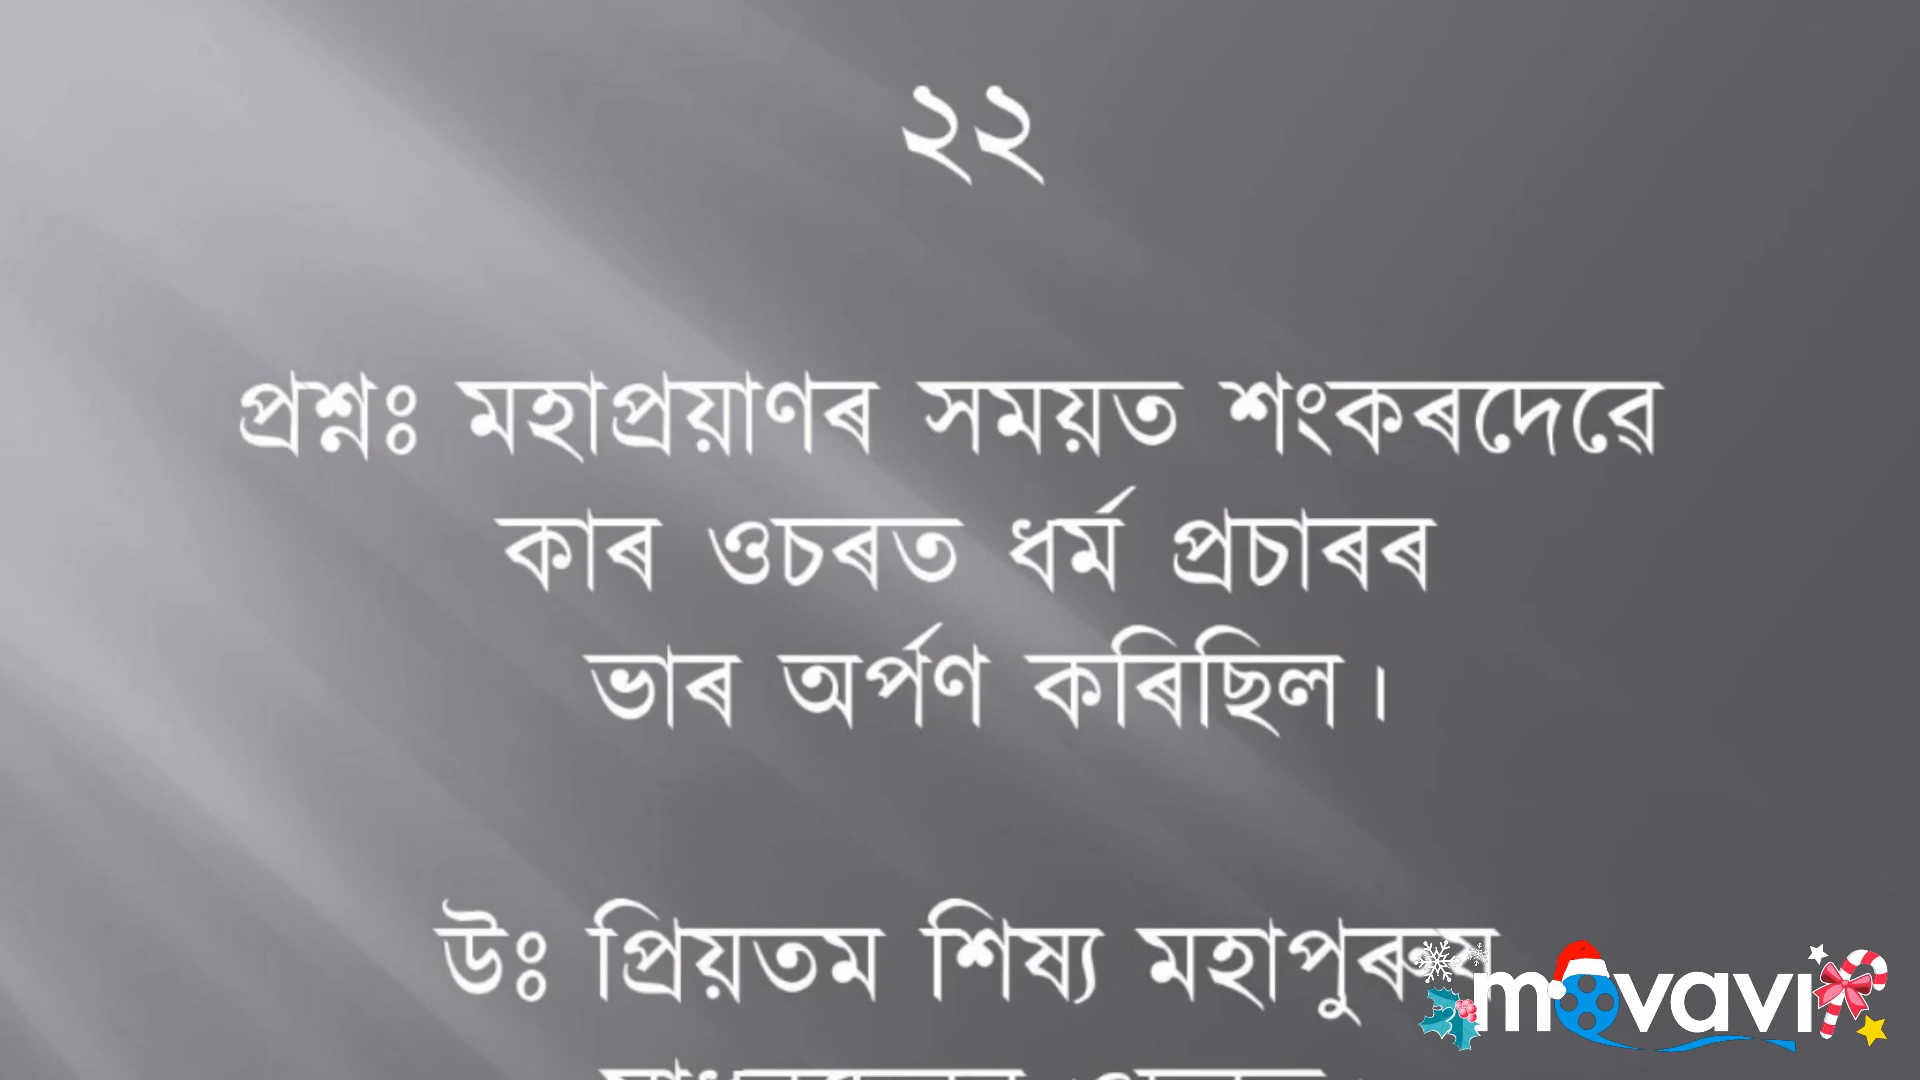 ২২
প্ৰশ্নঃ মহাপ্ৰয়াণৰ সময়ত শংকৰদেৱে
কাৰ ওচৰত ধৰ্ম প্ৰচাৰৰ
ভাৰ অৰ্পণ কৰিছিল।
উঃ প্ৰিয়তম শিষ্য মহাপুৰুষ
movavi